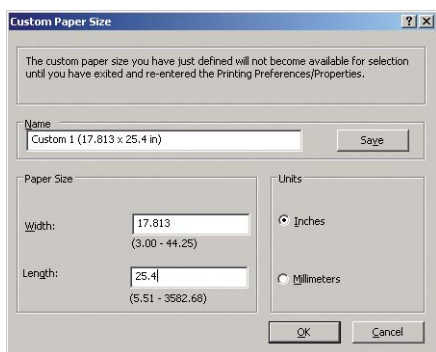 Custom Paper Size
The custom paper size you have just defined will not become available for selection
until you have exited and re-entered the Printing Preferences/Properties.
Name
Custom 1 (17.813 x 25.4 in)
Save
Paper Size
Width:
17.813
(3.00 - 44.25)
Length:
25.4
(5.51 - 3582.68)
Units
Inches
Millimeters
OK
Cancel